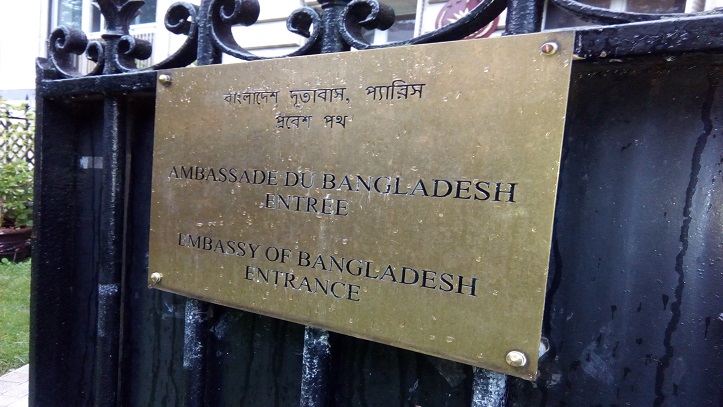 বাংলাদেশ দূতাবাস, প্যারিস
প্রবেশ পথ
AMBASSADE DU BANGLADESH
ENTRÉE
EMBASSY OF BANGLADESH
ENTRANCE